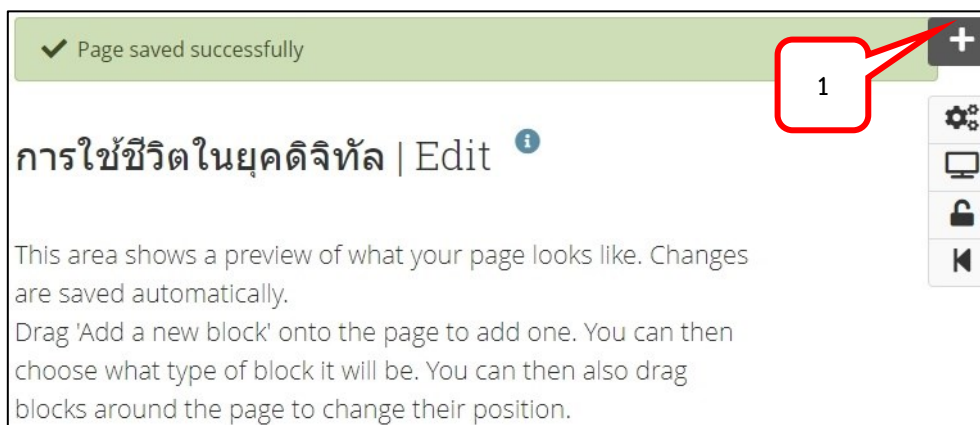 Page saved successfully
1
การใช้ชีวิตในยุคดิจิทัล | Edit
This area shows a preview of what your page looks like. Changes
are saved automatically.
Drag 'Add a new block' onto the page to add one. You can then
choose what type of block it will be. You can then also drag
blocks around the page to change their position.